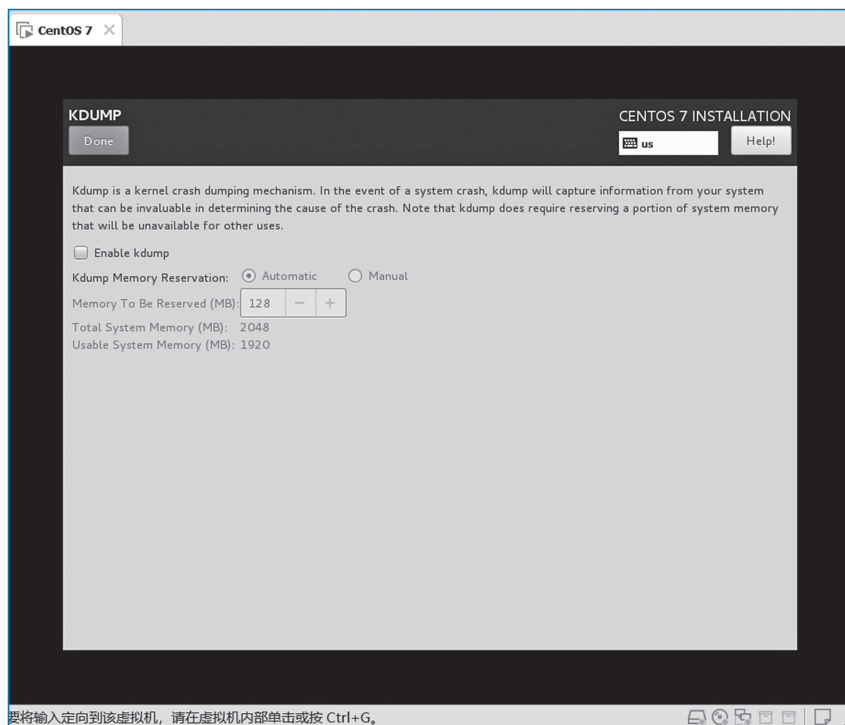 CentOS 7
KDUMP
CENTOS 7 INSTALLATION
Done
us
Help!
Kdump is a kernel crash dumping mechanism. In the event of a system crash, kdump will capture information from your system
that can be invaluable in determining the cause of the crash. Note that kdump does require reserving a portion of system memory
that will be unavailable for other uses.
Enable kdump
Kdump Memory Reservation: Automatic Manual
Memory To Be Reserved (MB): 128 − +
Total System Memory (MB): 2048
Usable System Memory (MB): 1920
要将输入定向到该虚拟机，请在虚拟机内部单击或按 Ctrl+G。